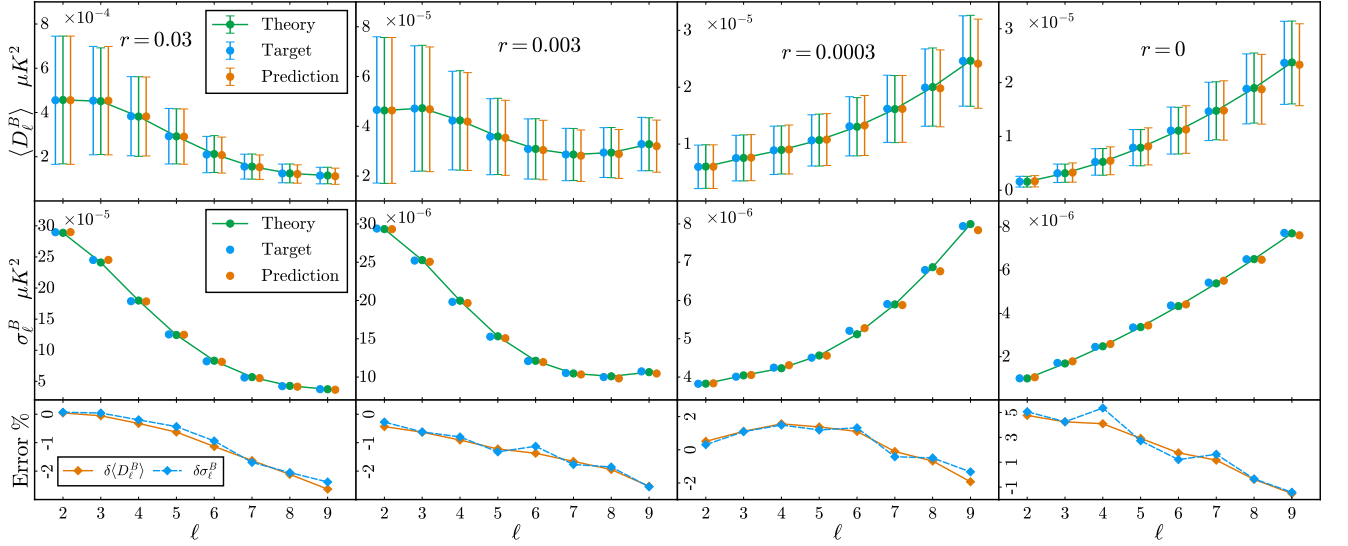 ×10⁻⁴
r = 0.03
Theory
Target
Prediction
8
6
4
2
⟨D_ℓ^B⟩ μK²
×10⁻⁵
r = 0.003
8
6
4
2
×10⁻⁵
r = 0.0003
3
2
1
×10⁻⁵
r = 0
3
2
1
0
×10⁻⁵
Theory
Target
Prediction
30
25
20
15
10
5
σ_ℓ^B μK²
×10⁻⁶
30
25
20
15
10
×10⁻⁶
8
7
6
5
4
×10⁻⁶
8
6
4
2
Error %
0
-1
-2
δ⟨D_ℓ^B⟩ δσ_ℓ^B
0
-1
-2
2
0
-2
5
3
1
-1
2 3 4 5 6 7 8 9
ℓ
2 3 4 5 6 7 8 9
ℓ
2 3 4 5 6 7 8 9
ℓ
2 3 4 5 6 7 8 9
ℓ